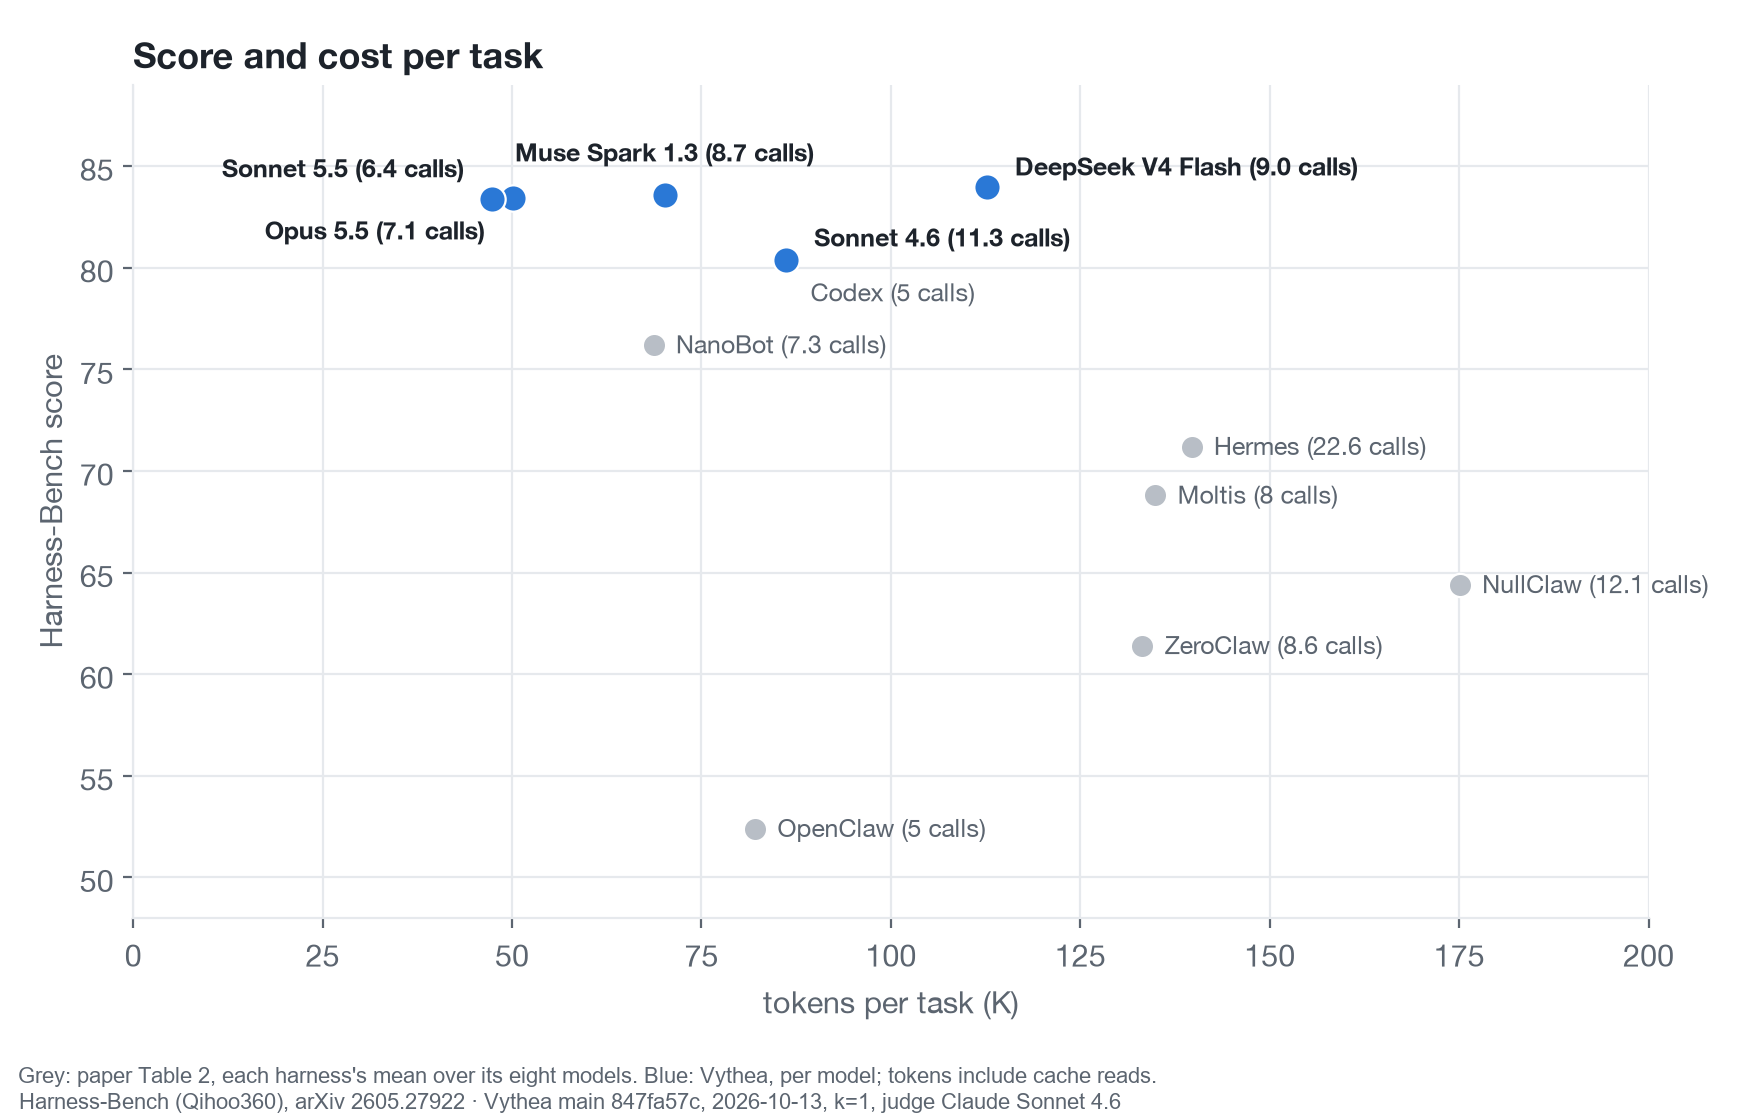 Score and cost per task
Muse Spark 1.3 (8.7 calls)
Sonnet 5.5 (6.4 calls)
DeepSeek V4 Flash (9.0 calls)
Opus 5.5 (7.1 calls)
Sonnet 4.6 (11.3 calls)
Codex (5 calls)
NanoBot (7.3 calls)
Hermes (22.6 calls)
Moltis (8 calls)
NullClaw (12.1 calls)
ZeroClaw (8.6 calls)
OpenClaw (5 calls)
Harness-Bench score
85
80
75
70
65
60
55
50
0 25 50 75 100 125 150 175 200
tokens per task (K)
Grey: paper Table 2, each harness's mean over its eight models. Blue: Vythea, per model; tokens include cache reads.
Harness-Bench (Qihoo360), arXiv 2605.27922 · Vythea main 847fa57c, 2026-10-13, k=1, judge Claude Sonnet 4.6